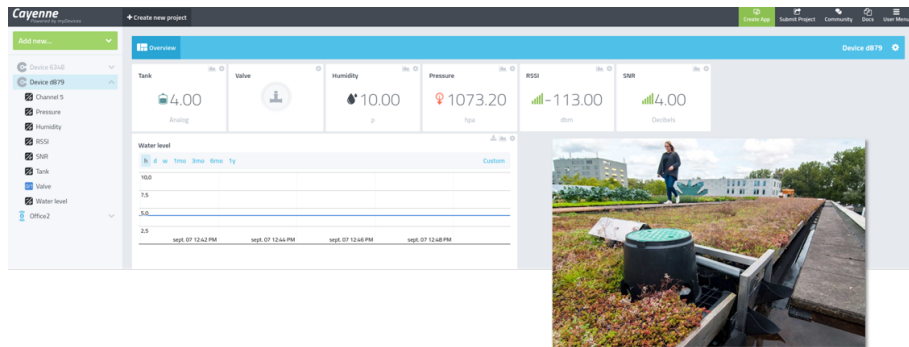 Cayenne
Powered by myDevices
+ Create new project
Create App
Submit Project
Community
Docs
User Menu
Add new...
Device 6248
Device d879
Channel 5
Pressure
Humidity
RSSI
SNR
Tank
Valve
Water level
Office2
Overview
Device d879
Tank
4.00
Analog
Valve
Humidity
10.00
p
Pressure
1073.20
hpa
RSSI
-113.00
dbm
SNR
4.00
Decibels
Water level
h d w 1mo 3mo 6mo 1y
Custom
10,0
7,5
5,0
2,5
sept. 07 12:42 PM
sept. 07 12:44 PM
sept. 07 12:46 PM
sept. 07 12:48 PM